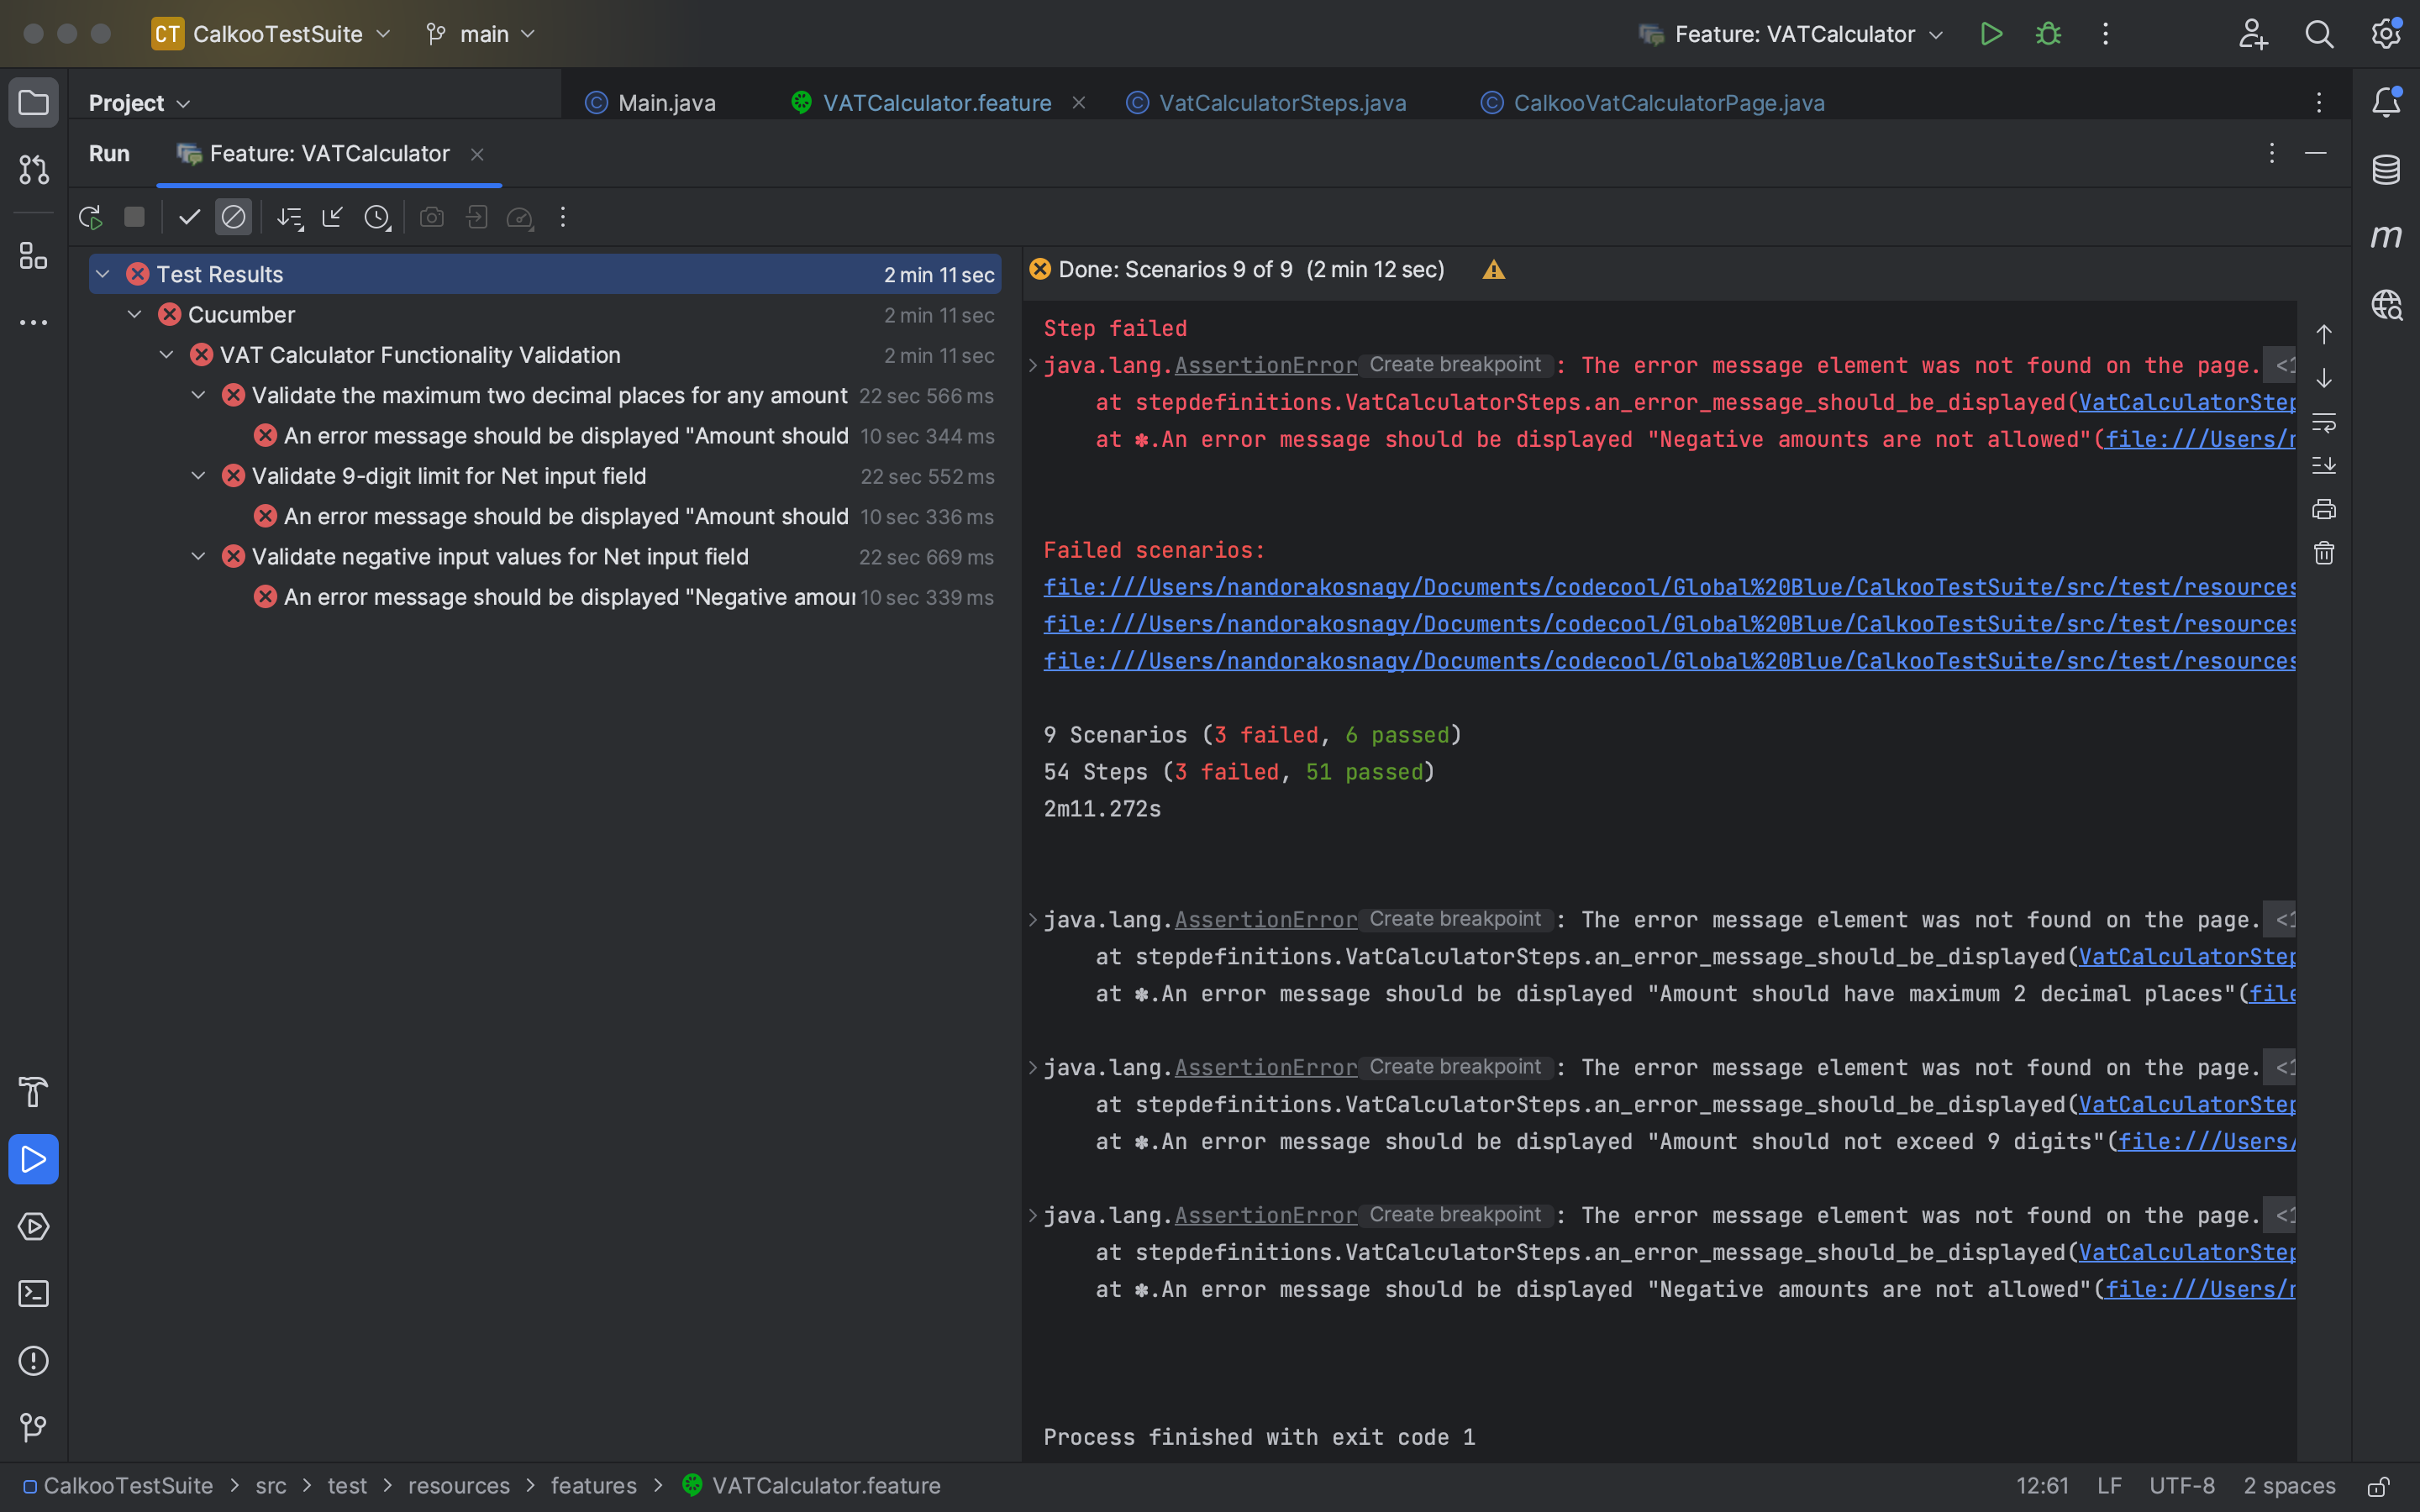 CT CalkooTestSuite main Feature: VATCalculator
Project Main.java VATCalculator.feature VatCalculatorSteps.java CalkooVatCalculatorPage.java
Run Feature: VATCalculator
Test Results 2 min 11 sec
Cucumber 2 min 11 sec
VAT Calculator Functionality Validation 2 min 11 sec
Validate the maximum two decimal places for any amount 22 sec 566 ms
An error message should be displayed "Amount should 10 sec 344 ms
Validate 9-digit limit for Net input field 22 sec 552 ms
An error message should be displayed "Amount should 10 sec 336 ms
Validate negative input values for Net input field 22 sec 669 ms
An error message should be displayed "Negative amou 10 sec 339 ms
Done: Scenarios 9 of 9 (2 min 12 sec)
Step failed
java.lang.AssertionError Create breakpoint : The error message element was not found on the page. <1
at stepdefinitions.VatCalculatorSteps.an_error_message_should_be_displayed(VatCalculatorStep
at ✽.An error message should be displayed "Negative amounts are not allowed"(file:///Users/n
Failed scenarios:
file:///Users/nandorakosnagy/Documents/codecool/Global%20Blue/CalkooTestSuite/src/test/resources
file:///Users/nandorakosnagy/Documents/codecool/Global%20Blue/CalkooTestSuite/src/test/resources
file:///Users/nandorakosnagy/Documents/codecool/Global%20Blue/CalkooTestSuite/src/test/resources
9 Scenarios (3 failed, 6 passed)
54 Steps (3 failed, 51 passed)
2m11.272s
java.lang.AssertionError Create breakpoint : The error message element was not found on the page. <1
at stepdefinitions.VatCalculatorSteps.an_error_message_should_be_displayed(VatCalculatorStep
at ✽.An error message should be displayed "Amount should have maximum 2 decimal places"(file
java.lang.AssertionError Create breakpoint : The error message element was not found on the page. <1
at stepdefinitions.VatCalculatorSteps.an_error_message_should_be_displayed(VatCalculatorStep
at ✽.An error message should be displayed "Amount should not exceed 9 digits"(file:///Users/
java.lang.AssertionError Create breakpoint : The error message element was not found on the page. <1
at stepdefinitions.VatCalculatorSteps.an_error_message_should_be_displayed(VatCalculatorStep
at ✽.An error message should be displayed "Negative amounts are not allowed"(file:///Users/n
Process finished with exit code 1
CalkooTestSuite > src > test > resources > features > VATCalculator.feature 12:61 LF UTF-8 2 spaces